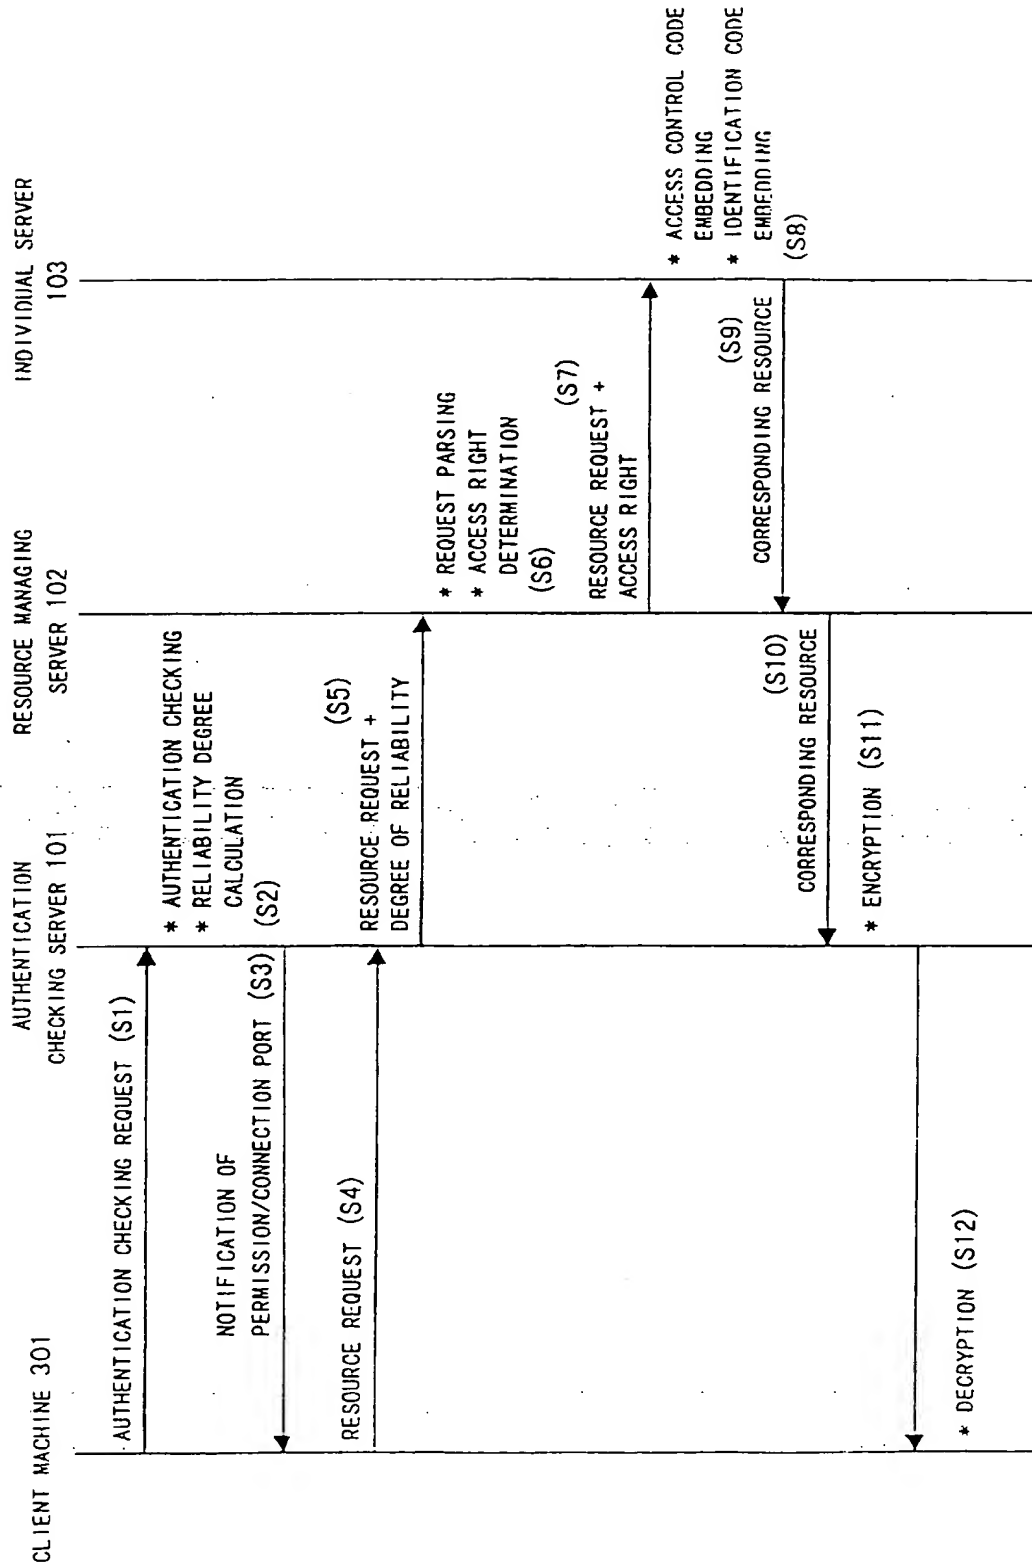 CLIENT MACHINE 301
AUTHENTICATION
CHECKING SERVER 101
RESOURCE MANAGING
SERVER 102
INDIVIDUAL SERVER
103
AUTHENTICATION CHECKING REQUEST (S1)
* AUTHENTICATION CHECKING
* RELIABILITY DEGREE
CALCULATION
(S2)
NOTIFICATION OF
PERMISSION/CONNECTION PORT (S3)
RESOURCE REQUEST (S4)
(S5)
RESOURCE REQUEST +
DEGREE OF RELIABILITY
* REQUEST PARSING
* ACCESS RIGHT
DETERMINATION
(S6)
(S7)
RESOURCE REQUEST +
ACCESS RIGHT
* ACCESS CONTROL CODE
EMBEDDING
* IDENTIFICATION CODE
EMBEDDING
(S8)
(S9)
CORRESPONDING RESOURCE
(S10)
CORRESPONDING RESOURCE
* ENCRYPTION (S11)
* DECRYPTION (S12)